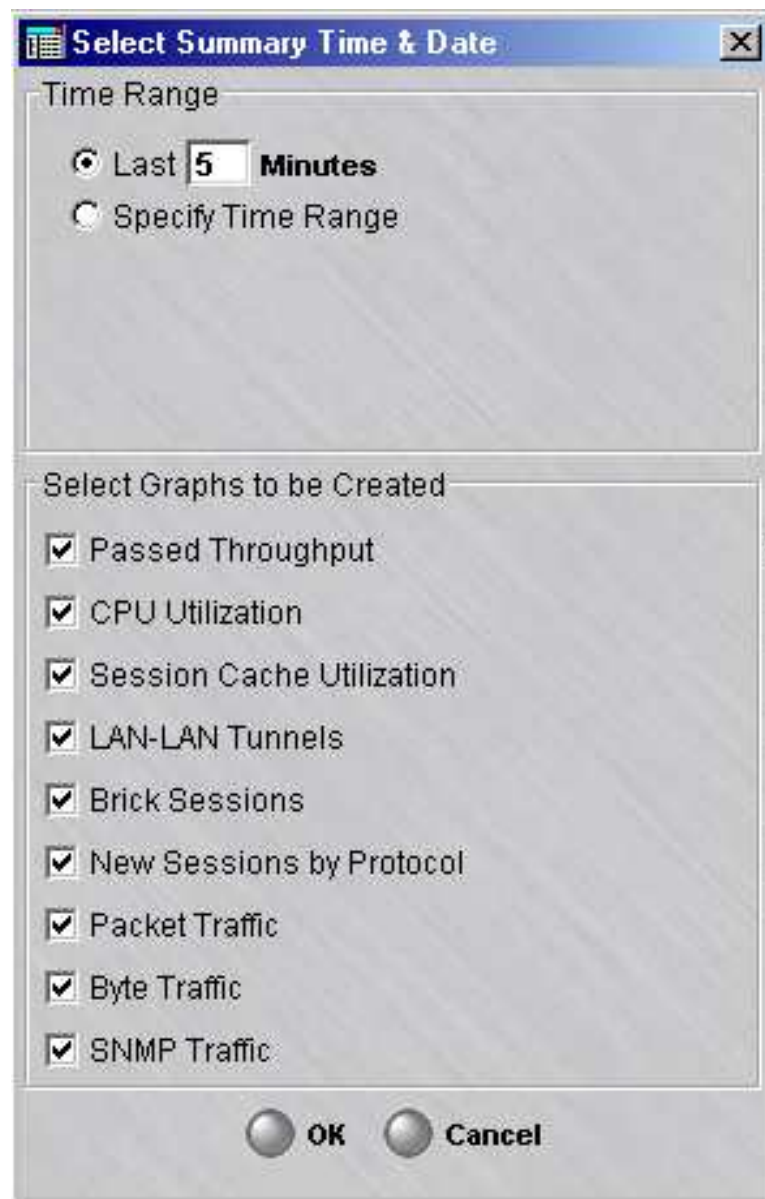 Select Summary Time & Date
Time Range
Last 5 Minutes
Specify Time Range
Select Graphs to be Created
Passed Throughput
CPU Utilization
Session Cache Utilization
LAN-LAN Tunnels
Brick Sessions
New Sessions by Protocol
Packet Traffic
Byte Traffic
SNMP Traffic
OK Cancel